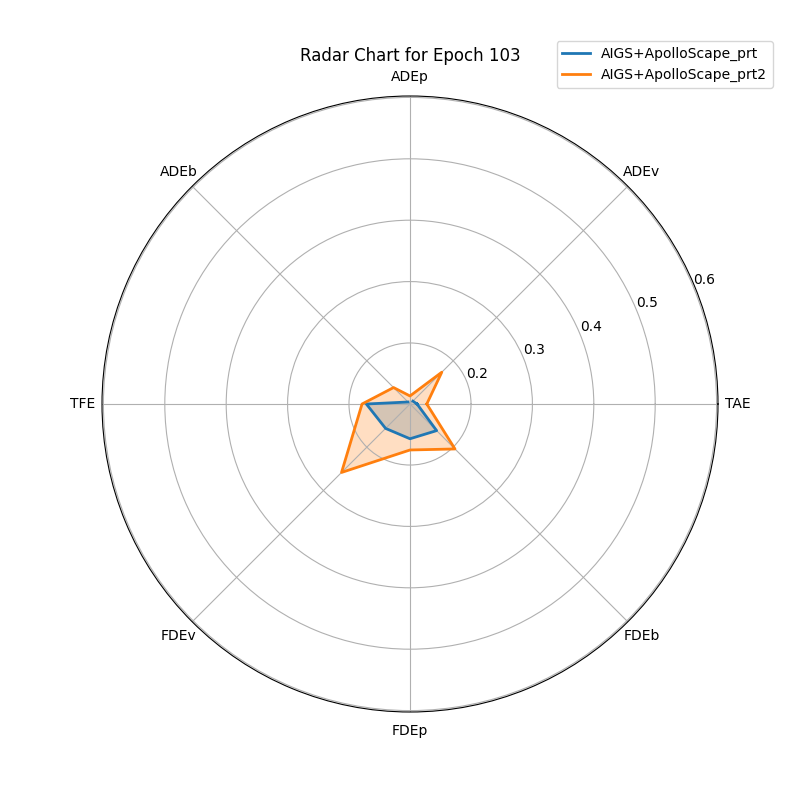 Radar Chart for Epoch 103
AIGS+ApolloScape_prt
AIGS+ApolloScape_prt2
ADEp
ADEb
ADEv
0.6
0.5
0.4
0.3
0.2
TFE
TAE
FDEv
FDEb
FDEp